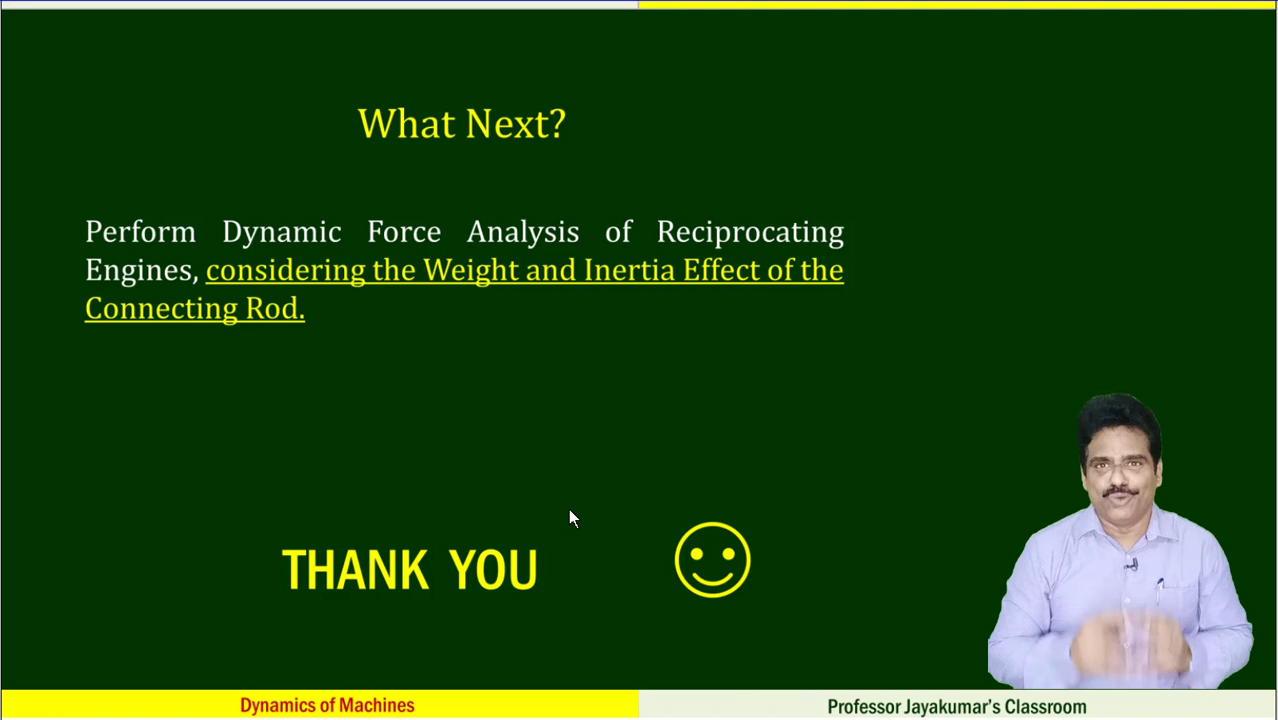 What Next?
Perform Dynamic Force Analysis of Reciprocating
Engines, considering the Weight and Inertia Effect of the
Connecting Rod.
THANK YOU
Dynamics of Machines
Professor Jayakumar's Classroom